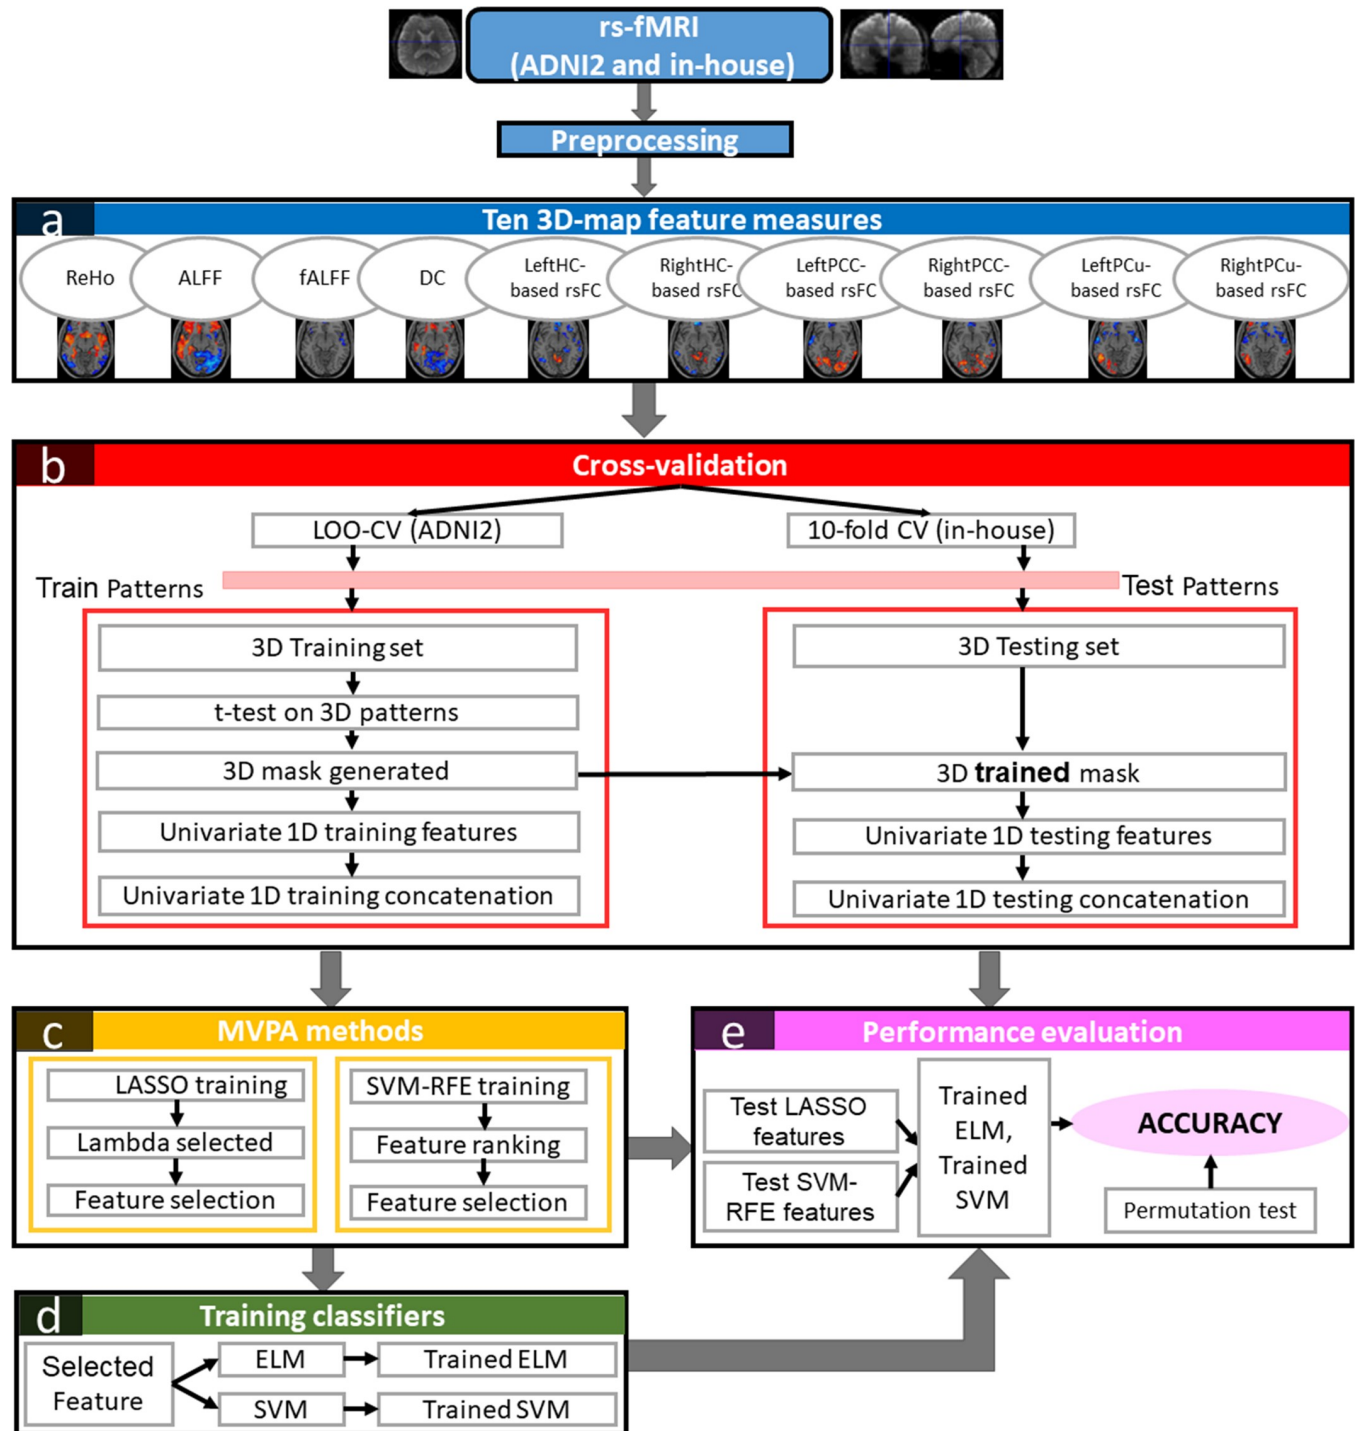 rs-fMRI
(ADNI2 and in-house)
Preprocessing
a
Ten 3D-map feature measures
ReHo
ALFF
fALFF
DC
LeftHC-
based rsFC
RightHC-
based rsFC
LeftPCC-
based rsFC
RightPCC-
based rsFC
LeftPCu-
based rsFC
RightPCu-
based rsFC
b
Cross-validation
LOO-CV (ADNI2)
10-fold CV (in-house)
Train Patterns
Test Patterns
3D Training set
t-test on 3D patterns
3D mask generated
Univariate 1D training features
Univariate 1D training concatenation
3D Testing set
3D trained mask
Univariate 1D testing features
Univariate 1D testing concatenation
c
MVPA methods
LASSO training
Lambda selected
Feature selection
SVM-RFE training
Feature ranking
Feature selection
d
Training classifiers
Selected
Feature
ELM
Trained ELM
SVM
Trained SVM
e
Performance evaluation
Test LASSO
features
Test SVM-
RFE features
Trained
ELM,
Trained
SVM
ACCURACY
Permutation test